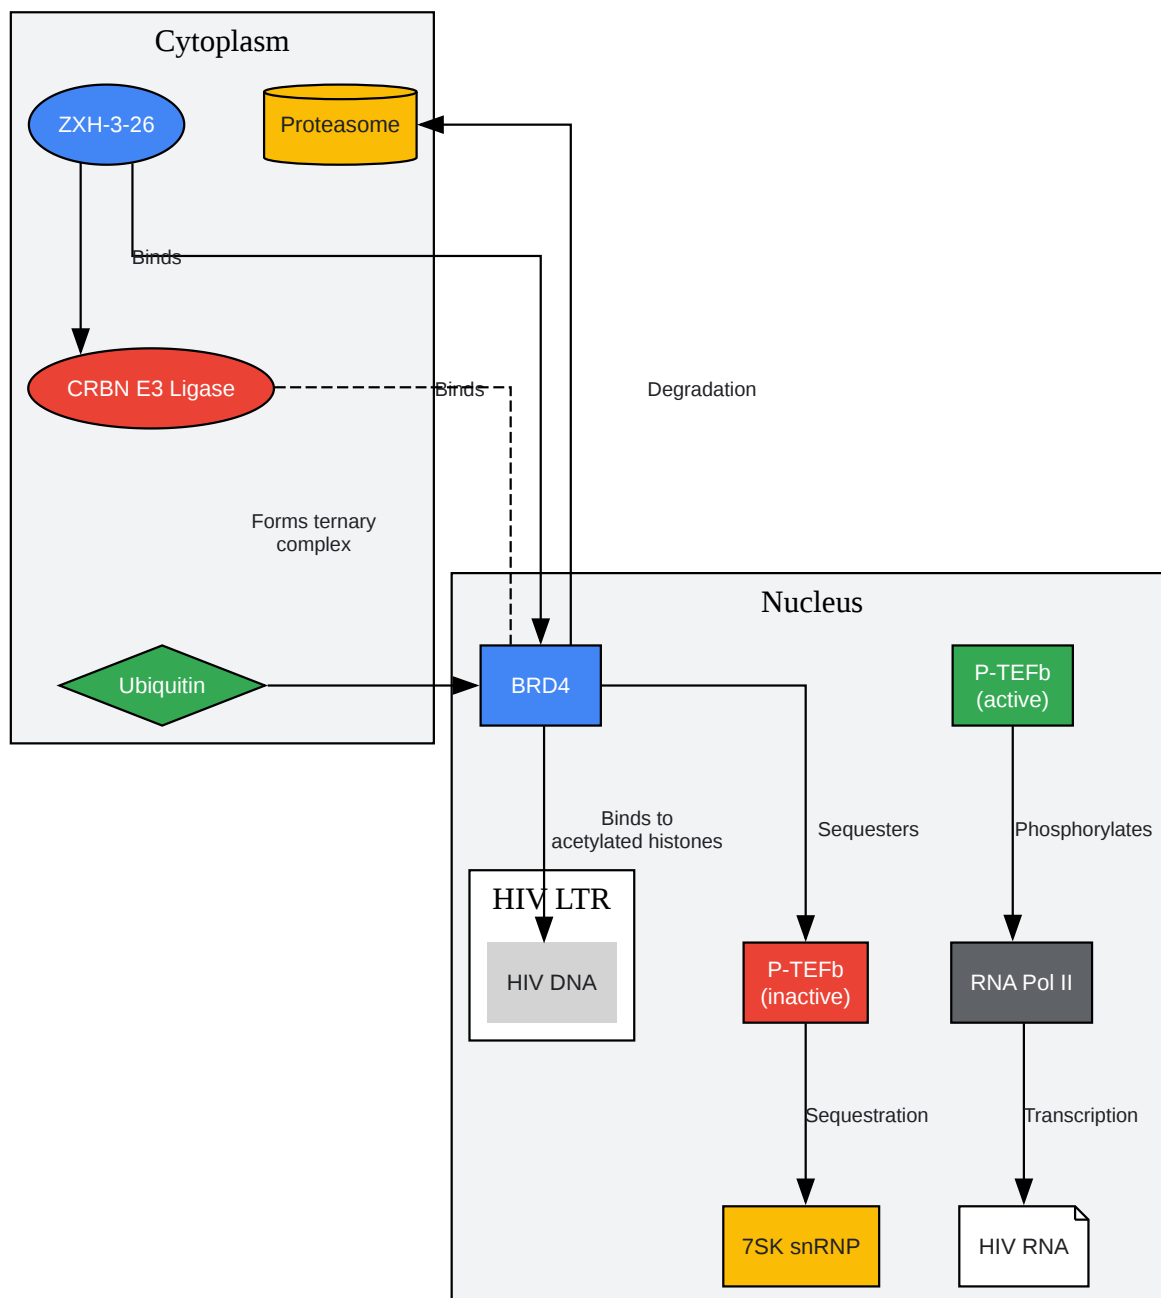 Cytoplasm
ZXH-3-26
Proteasome
Binds
CRBN E3 Ligase
Binds
Degradation
Forms ternary
complex
Nucleus
Ubiquitin
BRD4
P-TEFb
(active)
Binds to
acetylated histones
Sequesters
Phosphorylates
HIV LTR
HIV DNA
P-TEFb
(inactive)
RNA Pol II
Sequestration
Transcription
7SK snRNP
HIV RNA